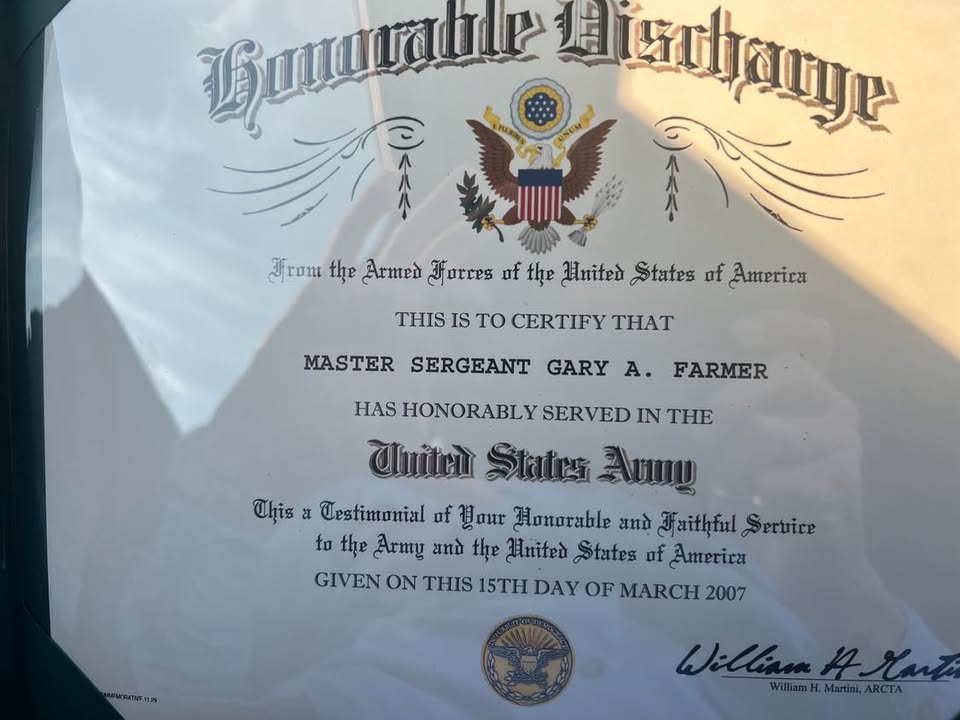 Honorable Discharge
E PLURIBUS UNUM
From the Armed Forces of the United States of America
THIS IS TO CERTIFY THAT
MASTER SERGEANT GARY A. FARMER
HAS HONORABLY SERVED IN THE
United States Army
This a Testimonial of Your Honorable and Faithful Service
to the Army and the United States of America
GIVEN ON THIS 15TH DAY OF MARCH 2007
William H Marti
William H. Martini, ARCTA